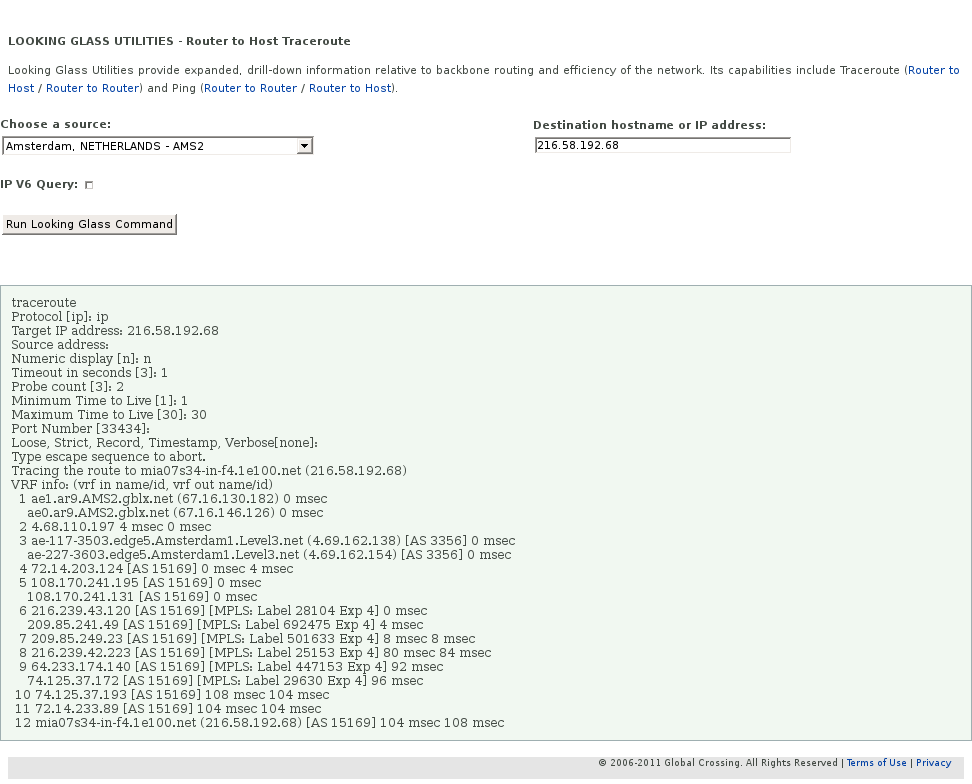 LOOKING GLASS UTILITIES - Router to Host Traceroute
Looking Glass Utilities provide expanded, drill-down information relative to backbone routing and efficiency of the network. Its capabilities include Traceroute (Router to
Host / Router to Router) and Ping (Router to Router / Router to Host).
Choose a source:
Destination hostname or IP address:
Amsterdam, NETHERLANDS - AMS2
216.58.192.68
IP V6 Query:
Run Looking Glass Command
traceroute
Protocol [ip]: ip
Target IP address: 216.58.192.68
Source address:
Numeric display [n]: n
Timeout in seconds [3]: 1
Probe count [3]: 2
Minimum Time to Live [1]: 1
Maximum Time to Live [30]: 30
Port Number [33434]:
Loose, Strict, Record, Timestamp, Verbose[none]:
Type escape sequence to abort.
Tracing the route to mia07s34-in-f4.1e100.net (216.58.192.68)
VRF info: (vrf in name/id, vrf out name/id)
1 ae1.ar9.AMS2.gblx.net (67.16.130.182) 0 msec
ae0.ar9.AMS2.gblx.net (67.16.146.126) 0 msec
2 4.68.110.197 4 msec 0 msec
3 ae-117-3503.edge5.Amsterdam1.Level3.net (4.69.162.138) [AS 3356] 0 msec
ae-227-3603.edge5.Amsterdam1.Level3.net (4.69.162.154) [AS 3356] 0 msec
4 72.14.203.124 [AS 15169] 0 msec 4 msec
5 108.170.241.195 [AS 15169] 0 msec
108.170.241.131 [AS 15169] 0 msec
6 216.239.43.120 [AS 15169] [MPLS: Label 28104 Exp 4] 0 msec
209.85.241.49 [AS 15169] [MPLS: Label 692475 Exp 4] 4 msec
7 209.85.249.23 [AS 15169] [MPLS: Label 501633 Exp 4] 8 msec 8 msec
8 216.239.42.223 [AS 15169] [MPLS: Label 25153 Exp 4] 80 msec 84 msec
9 64.233.174.140 [AS 15169] [MPLS: Label 447153 Exp 4] 92 msec
74.125.37.172 [AS 15169] [MPLS: Label 29630 Exp 4] 96 msec
10 74.125.37.193 [AS 15169] 108 msec 104 msec
11 72.14.233.89 [AS 15169] 104 msec 104 msec
12 mia07s34-in-f4.1e100.net (216.58.192.68) [AS 15169] 104 msec 108 msec
© 2006-2011 Global Crossing. All Rights Reserved | Terms of Use | Privacy